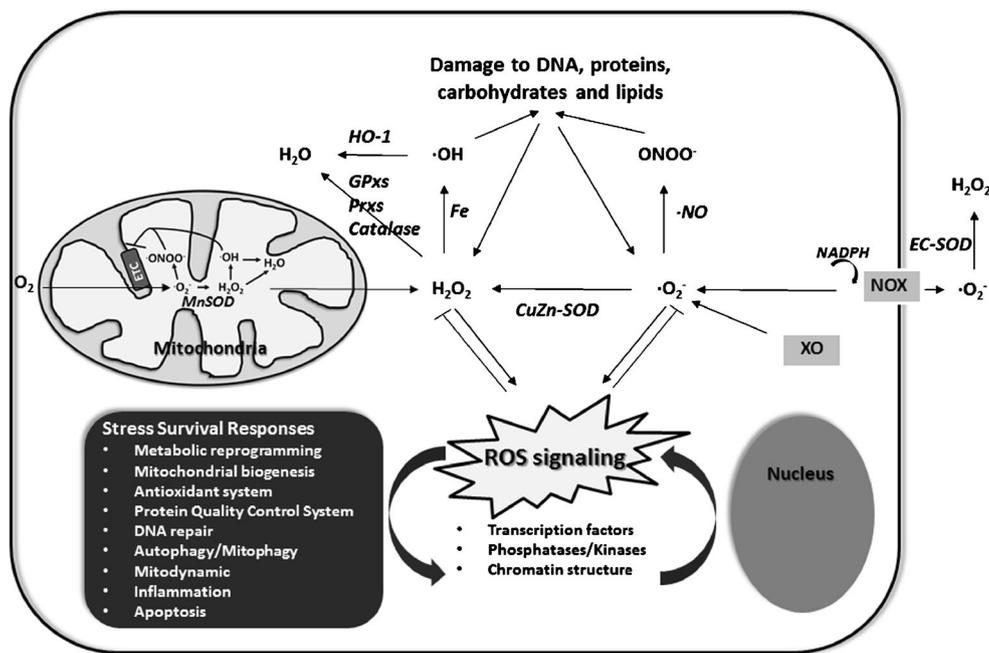 Damage to DNA, proteins,
carbohydrates and lipids
HO-1
H₂O
·OH
ONOO⁻
GPxs
Prxs
Catalase
Fe
·NO
H₂O₂
EC-SOD
NADPH
NOX
·O₂⁻
O₂
ETC
·ONOO⁻
·OH
H₂O
·O₂⁻
H₂O₂
MnSOD
Mitochondria
H₂O₂
CuZn-SOD
·O₂⁻
XO
Stress Survival Responses
• Metabolic reprogramming
• Mitochondrial biogenesis
• Antioxidant system
• Protein Quality Control System
• DNA repair
• Autophagy/Mitophagy
• Mitodynamic
• Inflammation
• Apoptosis
ROS signaling
• Transcription factors
• Phosphatases/Kinases
• Chromatin structure
Nucleus